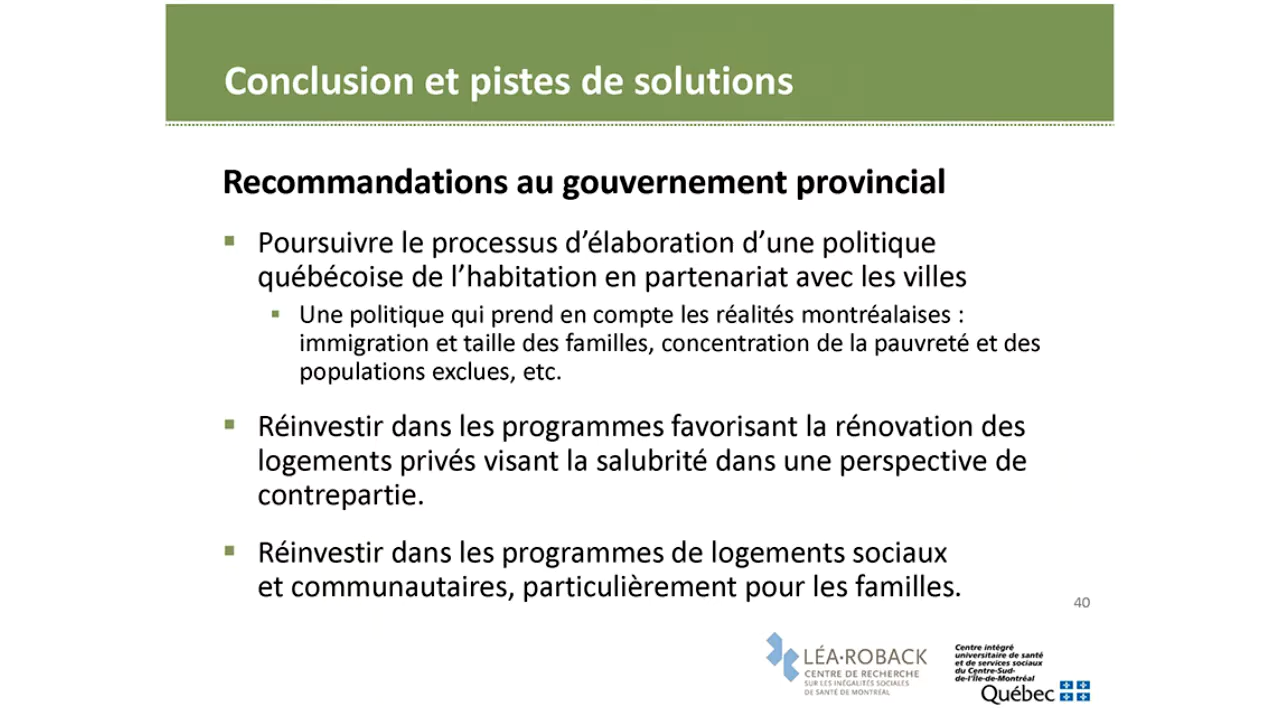 Conclusion et pistes de solutions
Recommandations au gouvernement provincial
▪ Poursuivre le processus d’élaboration d’une politique
québécoise de l’habitation en partenariat avec les villes
▪ Une politique qui prend en compte les réalités montréalaises :
immigration et taille des familles, concentration de la pauvreté et des
populations exclues, etc.
▪ Réinvestir dans les programmes favorisant la rénovation des
logements privés visant la salubrité dans une perspective de
contrepartie.
▪ Réinvestir dans les programmes de logements sociaux
et communautaires, particulièrement pour les familles.
40
LÉA·ROBACK
CENTRE DE RECHERCHE
SUR LES INÉGALITÉS SOCIALES
DE SANTÉ DE MONTRÉAL
Centre intégré
universitaire de santé
et de services sociaux
du Centre-Sud-
de-l’Île-de-Montréal
Québec